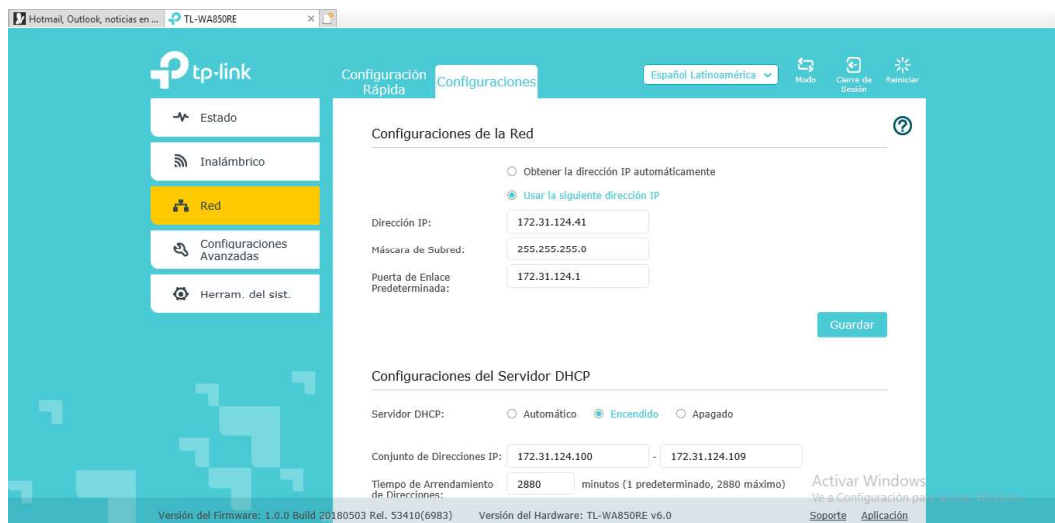 Hotmail, Outlook, noticias en ...
TL-WA850RE
tp-link
Configuración Rápida
Configuraciones
Español Latinoamérica
Modo
Cierre de Sesión
Reiniciar
Estado
Inalámbrico
Red
Configuraciones Avanzadas
Herram. del sist.
Configuraciones de la Red
Obtener la dirección IP automáticamente
Usar la siguiente dirección IP
Dirección IP: 172.31.124.41
Máscara de Subred: 255.255.255.0
Puerta de Enlace Predeterminada: 172.31.124.1
Guardar
Configuraciones del Servidor DHCP
Servidor DHCP: Automático Encendido Apagado
Conjunto de Direcciones IP: 172.31.124.100 - 172.31.124.109
Tiempo de Arrendamiento de Direcciones: 2880 minutos (1 predeterminado, 2880 máximo)
Activar Windows
Ve a Configuración para activar Windows.
Versión del Firmware: 1.0.0 Build 20180503 Rel. 53410(6983) Versión del Hardware: TL-WA850RE v6.0 Soporte Aplicación